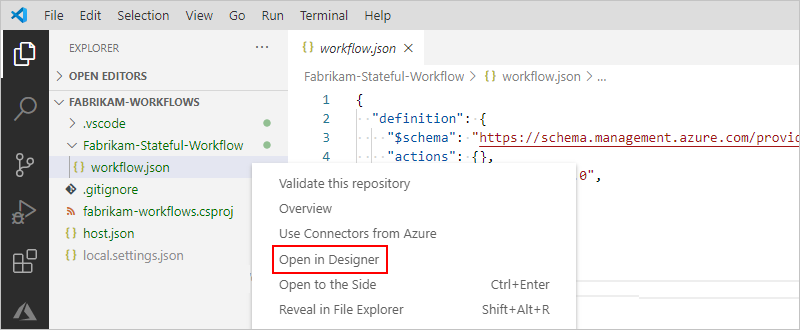 File Edit Selection View Go Run Terminal Help
EXPLORER ...
OPEN EDITORS
FABRIKAM-WORKFLOWS
.vscode
Fabrikam-Stateful-Workflow
{} workflow.json
.gitignore
fabrikam-workflows.csproj
{} host.json
{} local.settings.json
{} workflow.json ×
Fabrikam-Stateful-Workflow > {} workflow.json > ...
1 {
2 "definition": {
3 "$schema": "https://schema.management.azure.com/provid
4 "actions": {},
0",
Validate this repository
Overview
Use Connectors from Azure
Open in Designer
Open to the Side Ctrl+Enter
Reveal in File Explorer Shift+Alt+R